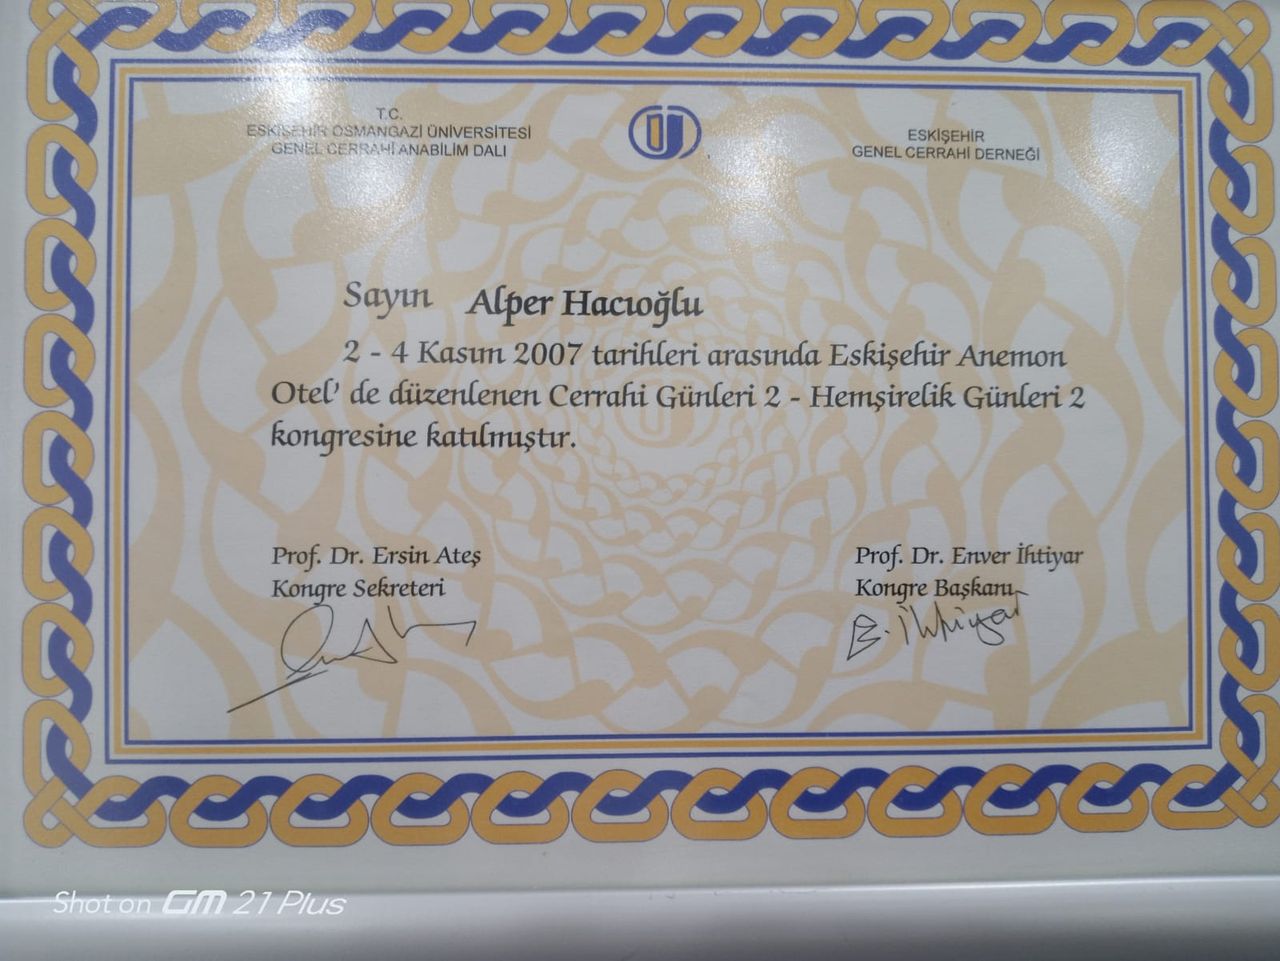 T.C.
ESKİŞEHİR OSMANGAZİ ÜNİVERSİTESİ
GENEL CERRAHİ ANABİLİM DALI
ESKİŞEHİR
GENEL CERRAHİ DERNEĞİ
Sayın Alper Hacıoğlu
2 - 4 Kasım 2007 tarihleri arasında Eskişehir Anemon
Otel' de düzenlenen Cerrahi Günleri 2 - Hemşirelik Günleri 2
kongresine katılmıştır.
Prof. Dr. Ersin Ateş
Kongre Sekreteri
Prof. Dr. Enver İhtiyar
Kongre Başkanı
E. İhtiyar
Shot on GM 21 Plus